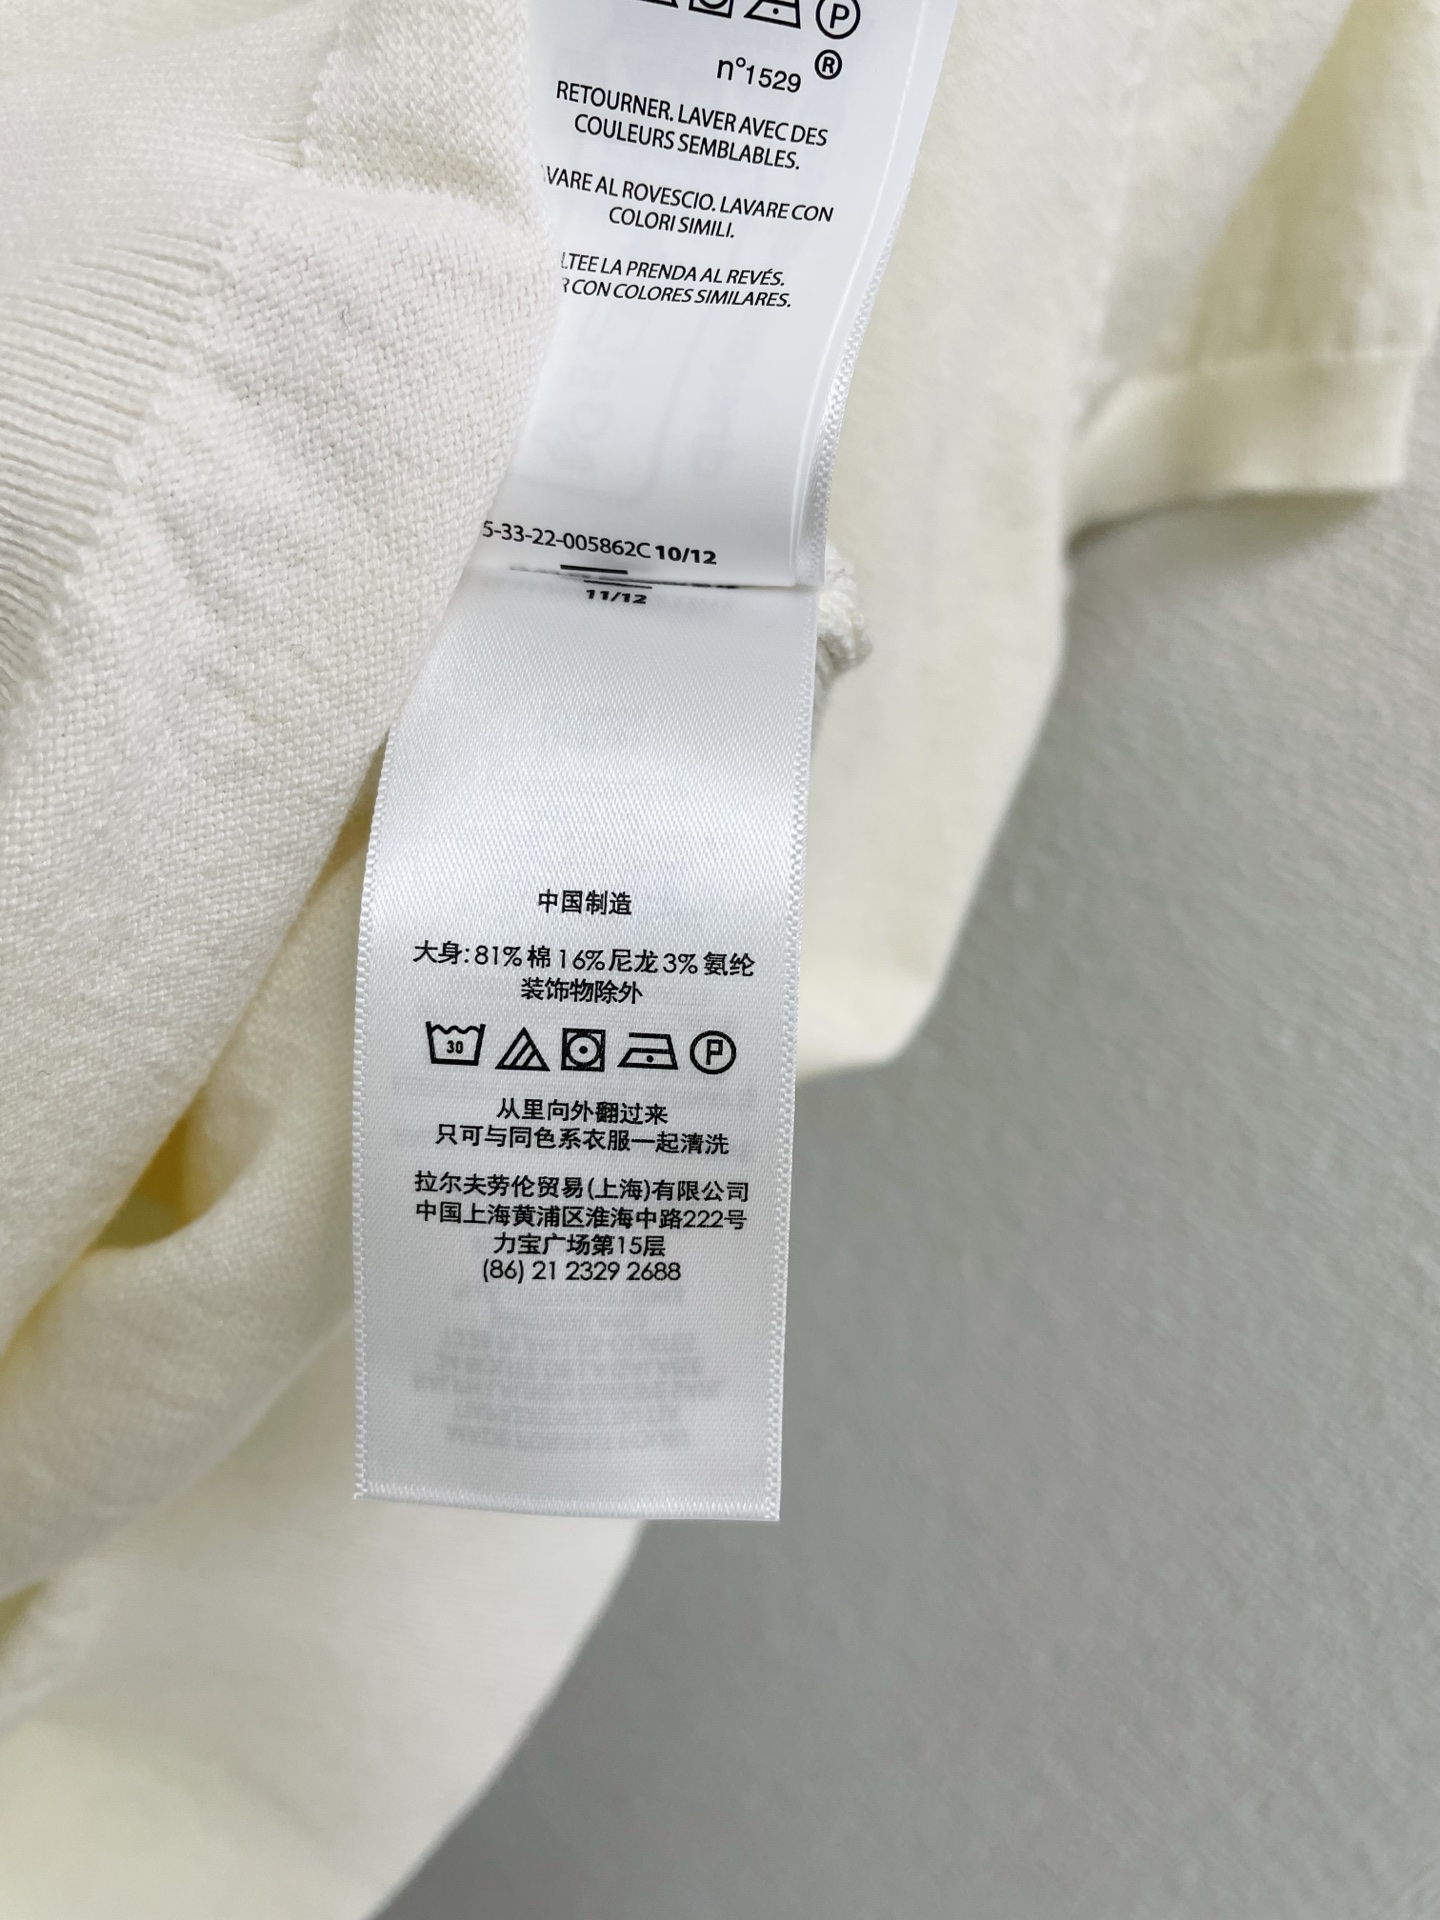 n°1529 ®
RETOURNER. LAVER AVEC DES
COULEURS SEMBLABLES.
AL ROVESCIO. LAVARE CON
COLORI SIMILI.
LA PRENDA AL REVÉS.
CON COLORES SIMILARES.
5-33-22-005862C 10/12
11/12
中国制造
大身: 81% 棉 16% 尼龙 3% 氨纶
装饰物除外
30 P
从里向外翻过来
只可与同色系衣服一起清洗
拉尔夫劳伦贸易(上海)有限公司
中国上海黄浦区淮海中路222号
力宝广场第15层
(86) 21 2329 2688